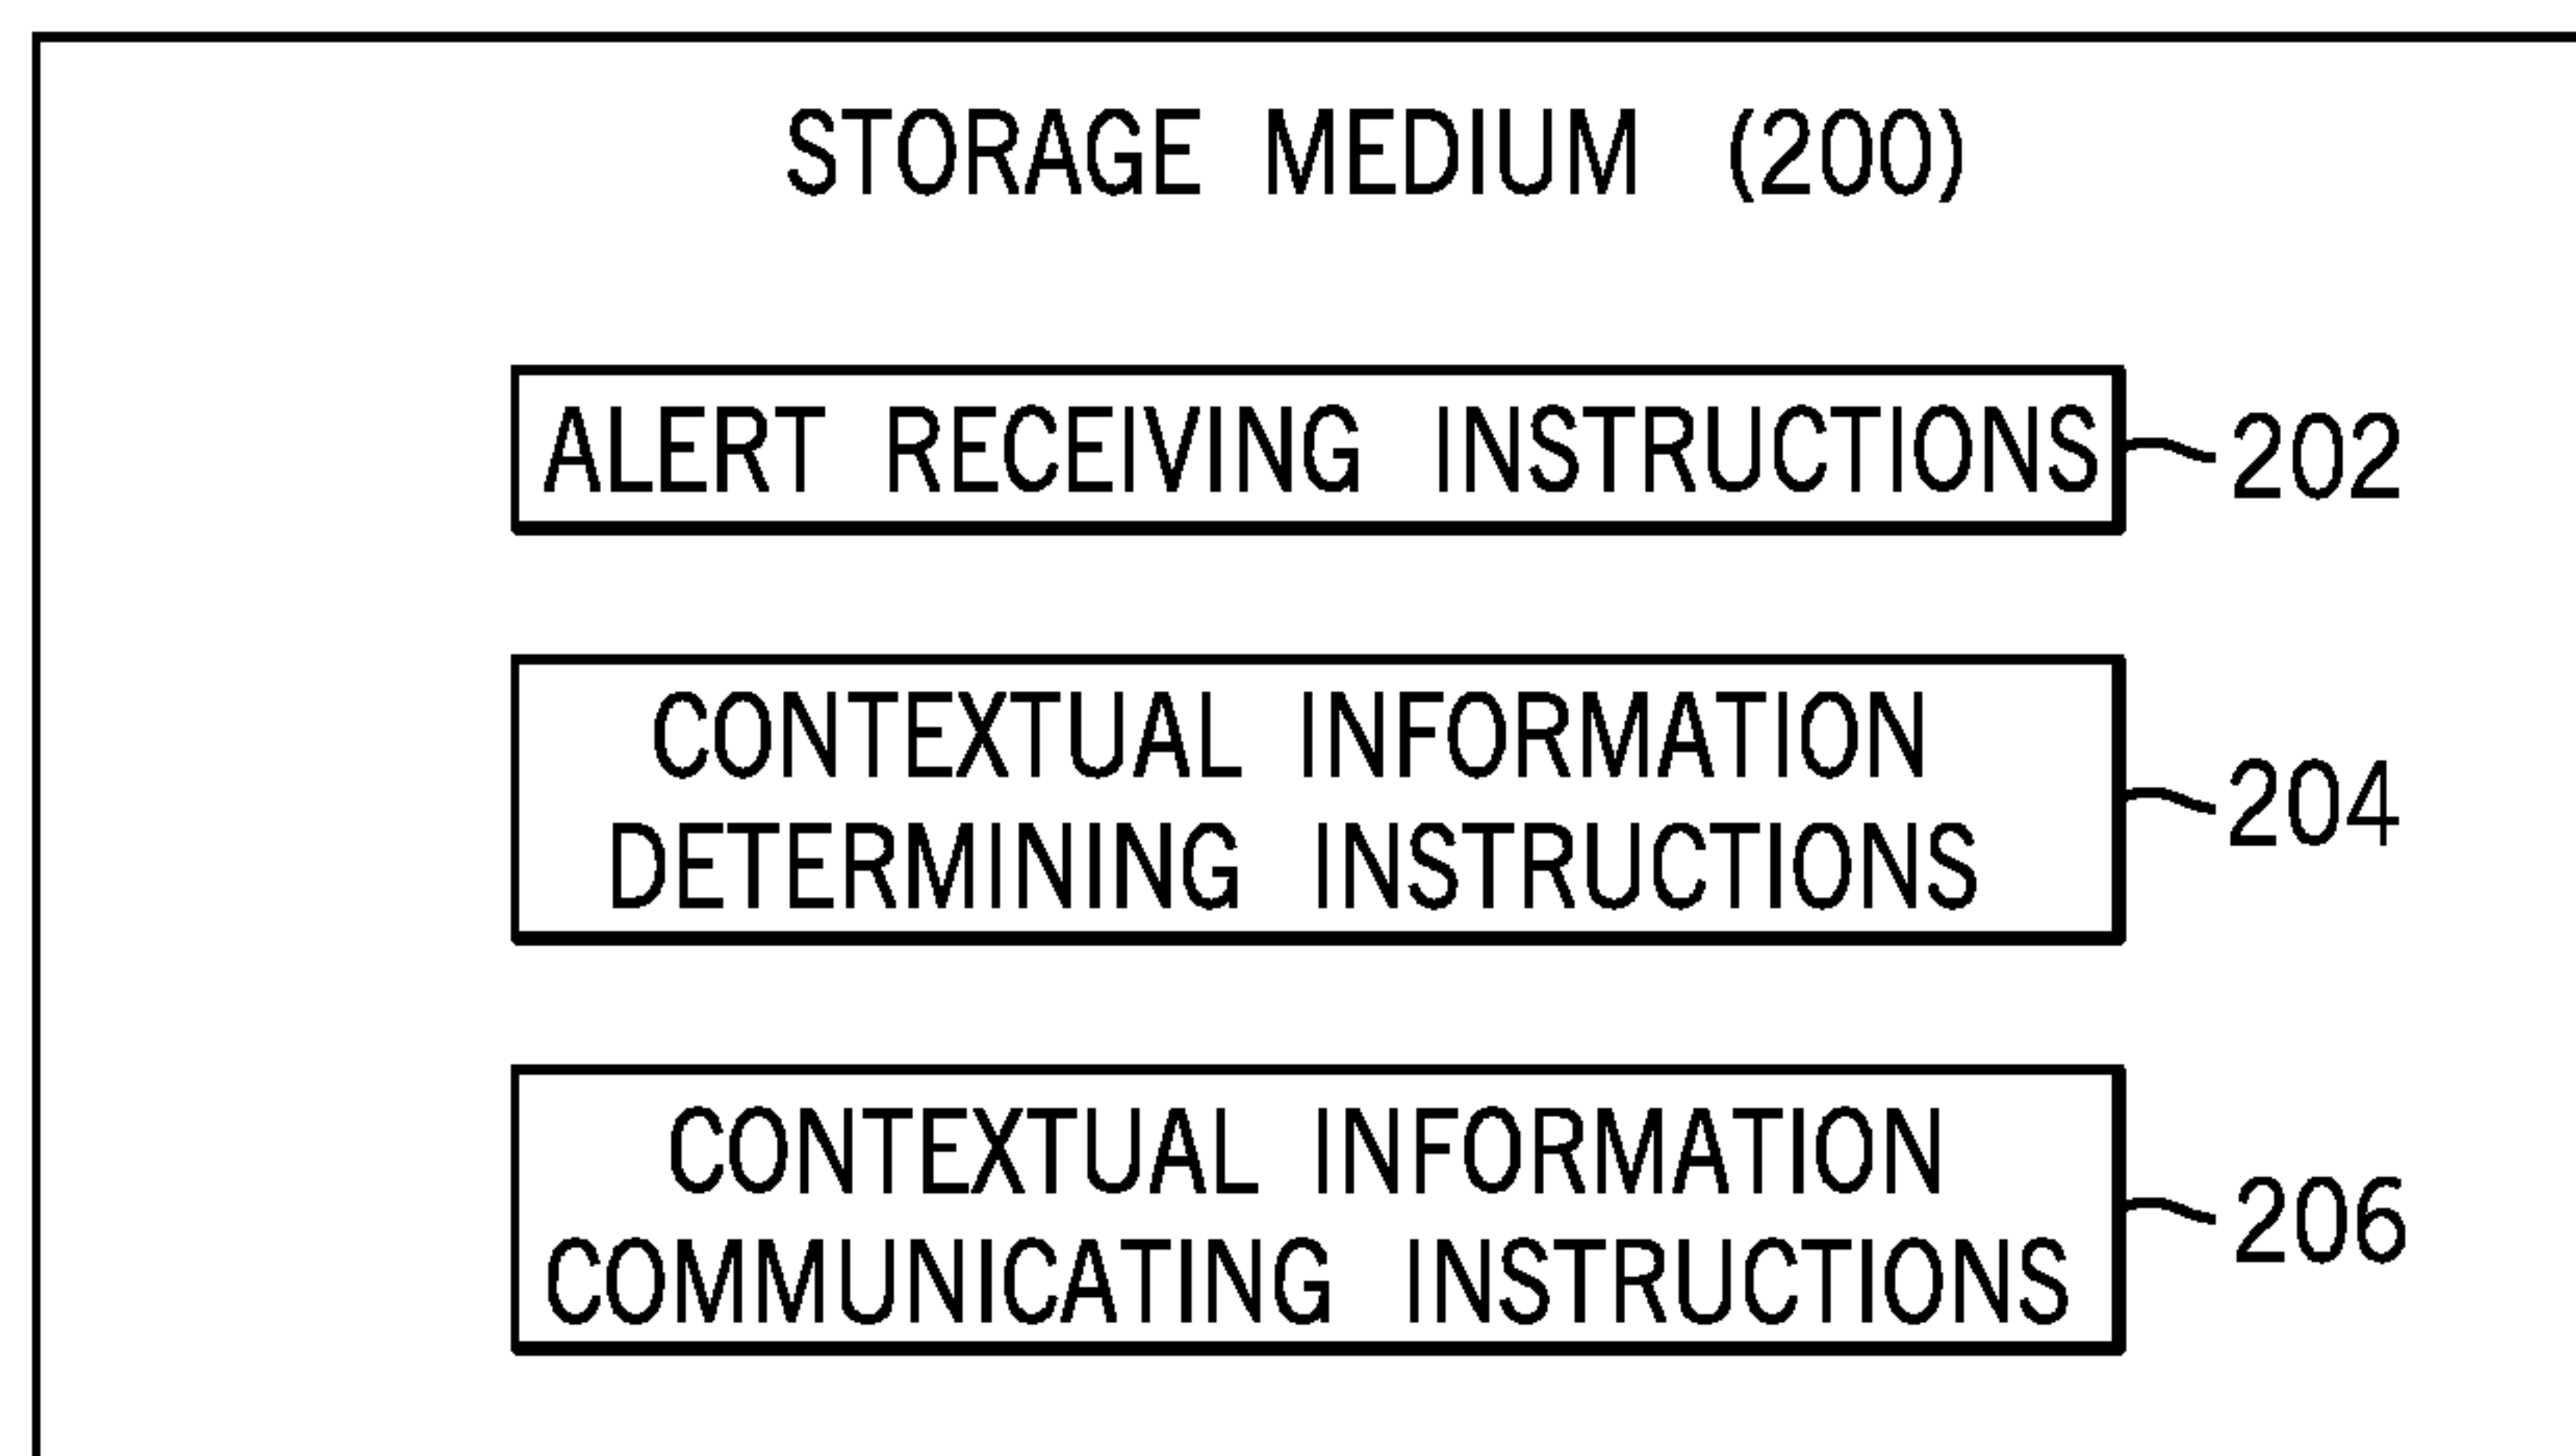 STORAGE MEDIUM (200)
ALERT RECEIVING INSTRUCTIONS 202
CONTEXTUAL INFORMATION
DETERMINING INSTRUCTIONS
204
CONTEXTUAL INFORMATION
COMMUNICATING INSTRUCTIONS
206